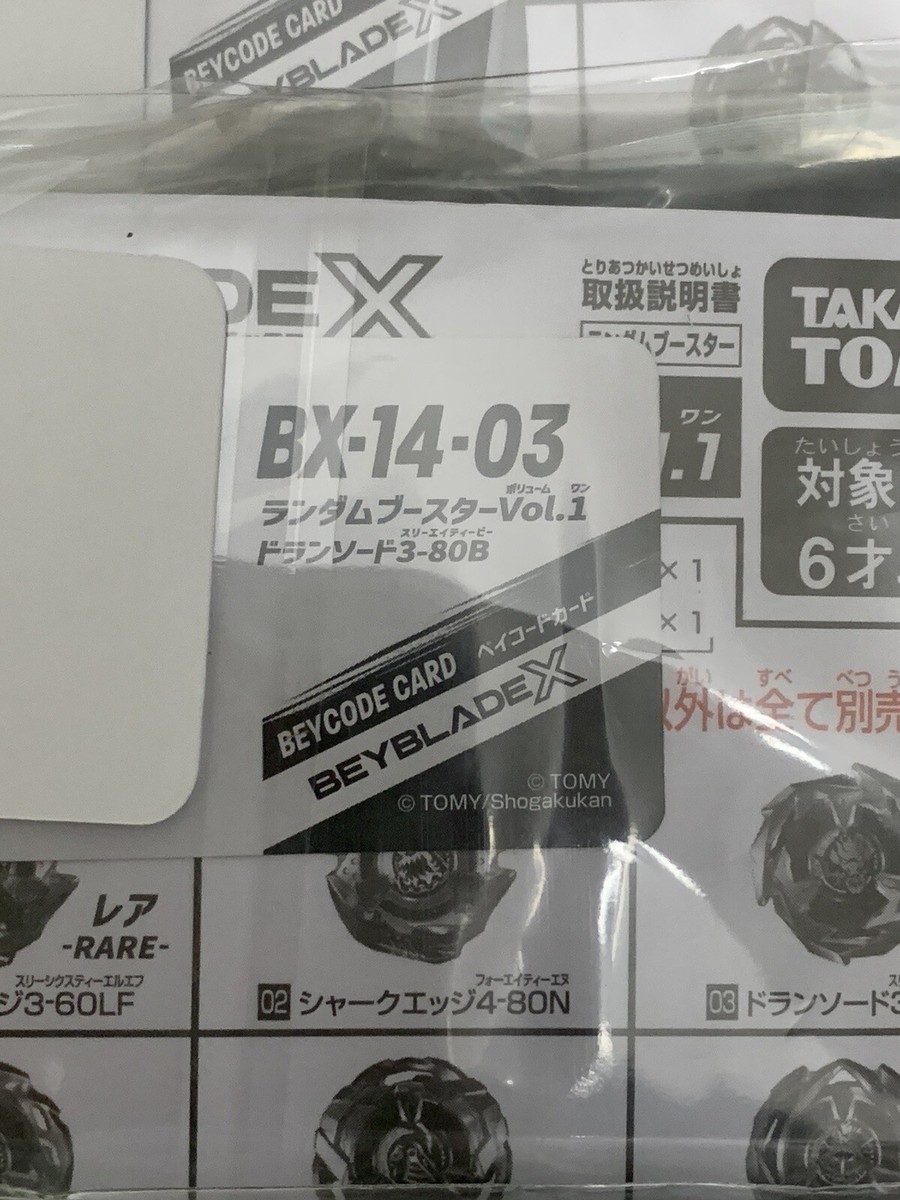 BEYCODE CARD
BLADEX
DEX
とりあつかいせつめいしょ
取扱説明書
ランダムブースター
ワン
.1
TAK
TO
たいしょう
対象
さい
6才
BX-14-03
ボリューム ワン
ランダムブースターVol.1
スリーエイティービー
ドランソード3-80B
×1
×1
BEYCODE CARD ベイコードカード
BEYBLADEX
© TOMY
© TOMY/Shogakukan
がい すべ べつ う
外は全て別売
レア
-RARE-
スリーシクスティーエルエフ
ジ3-60LF
フォーエイティーエヌ
02 シャークエッジ4-80N
03 ドランソード3